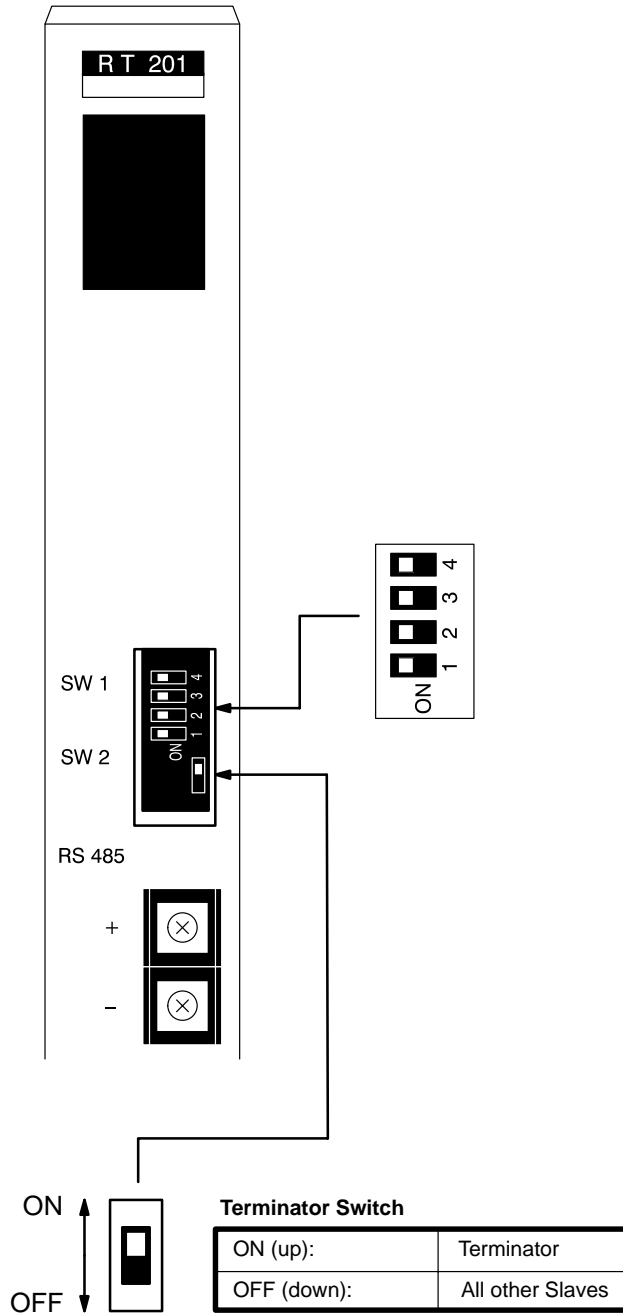 R T 201
4
3
2
1
ON
SW 1
4
3
2
1
ON
SW 2
RS 485
+
–
ON
OFF
Terminator Switch
ON (up): Terminator
OFF (down): All other Slaves